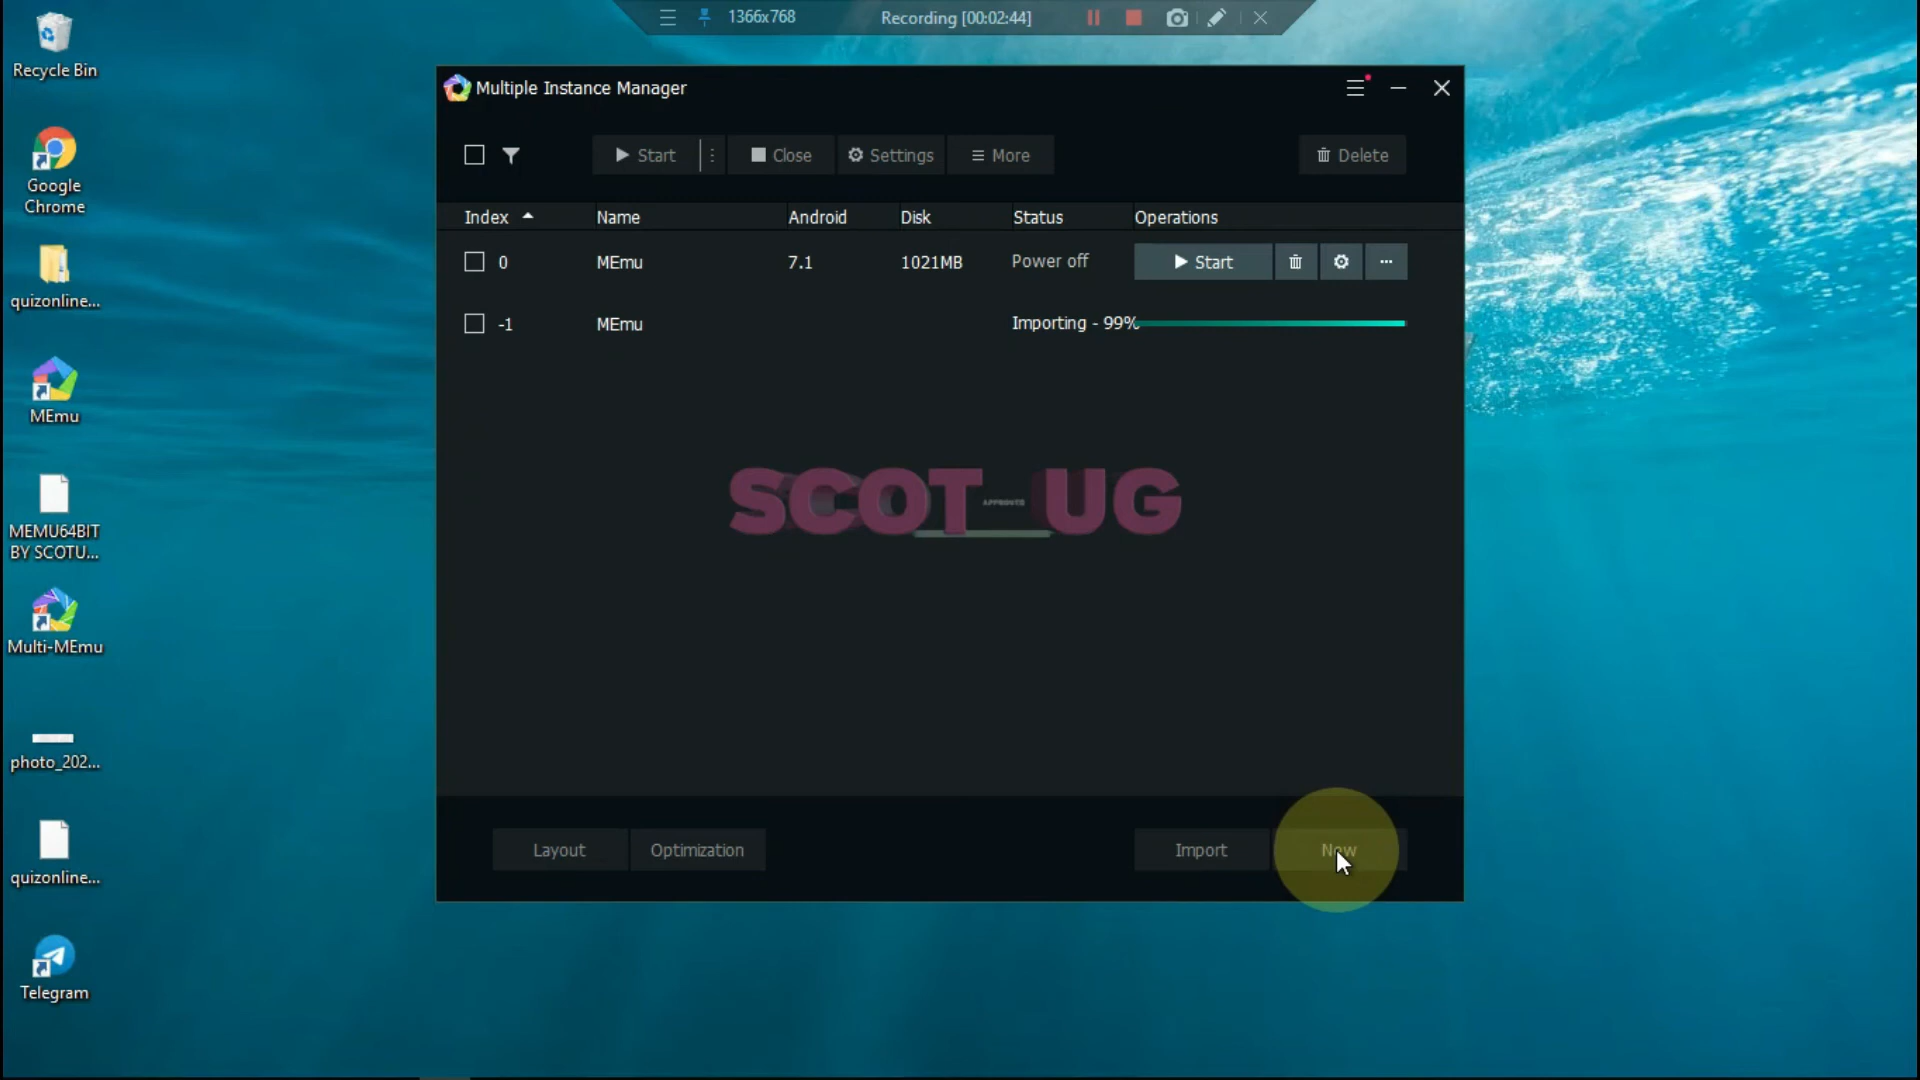 1366x768
Recording [00:02:44]
Recycle Bin
Google
Chrome
quizonline...
MEmu
MEMU64BIT
BY SCOTU...
Multi-MEmu
photo_202...
quizonline...
Telegram
Multiple Instance Manager
Start
Close
Settings
More
Delete
Index
Name
Android
Disk
Status
Operations
0
MEmu
7.1
1021MB
Power off
Start
-1
MEmu
Importing - 99%
SCOT UG
Layout
Optimization
Import
New